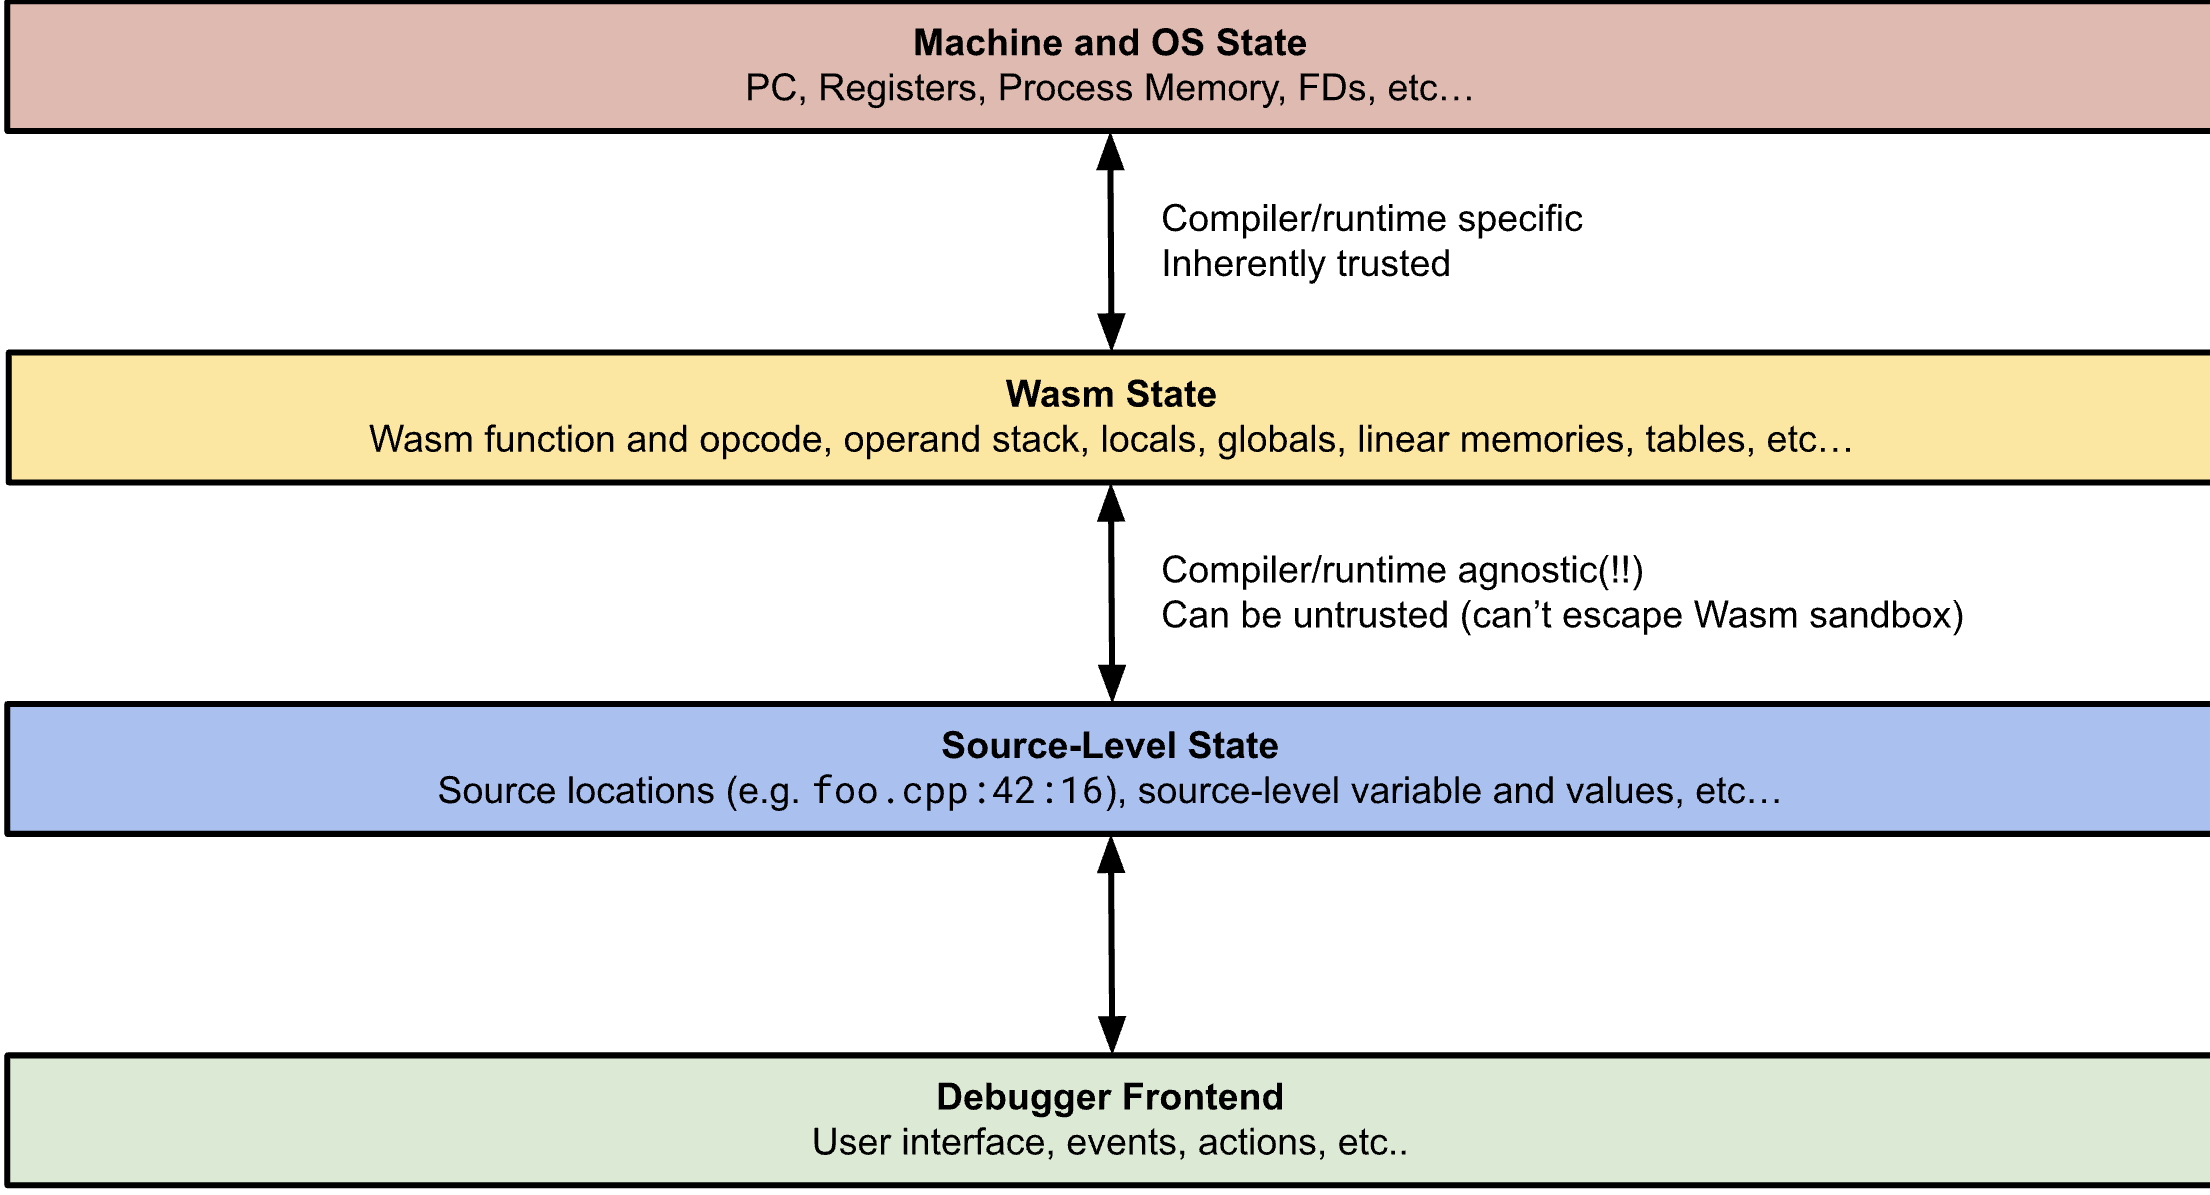 Machine and OS State
PC, Registers, Process Memory, FDs, etc…
Compiler/runtime specific
Inherently trusted
Wasm State
Wasm function and opcode, operand stack, locals, globals, linear memories, tables, etc…
Compiler/runtime agnostic(!!)
Can be untrusted (can’t escape Wasm sandbox)
Source-Level State
Source locations (e.g. foo.cpp:42:16), source-level variable and values, etc…
Debugger Frontend
User interface, events, actions, etc..